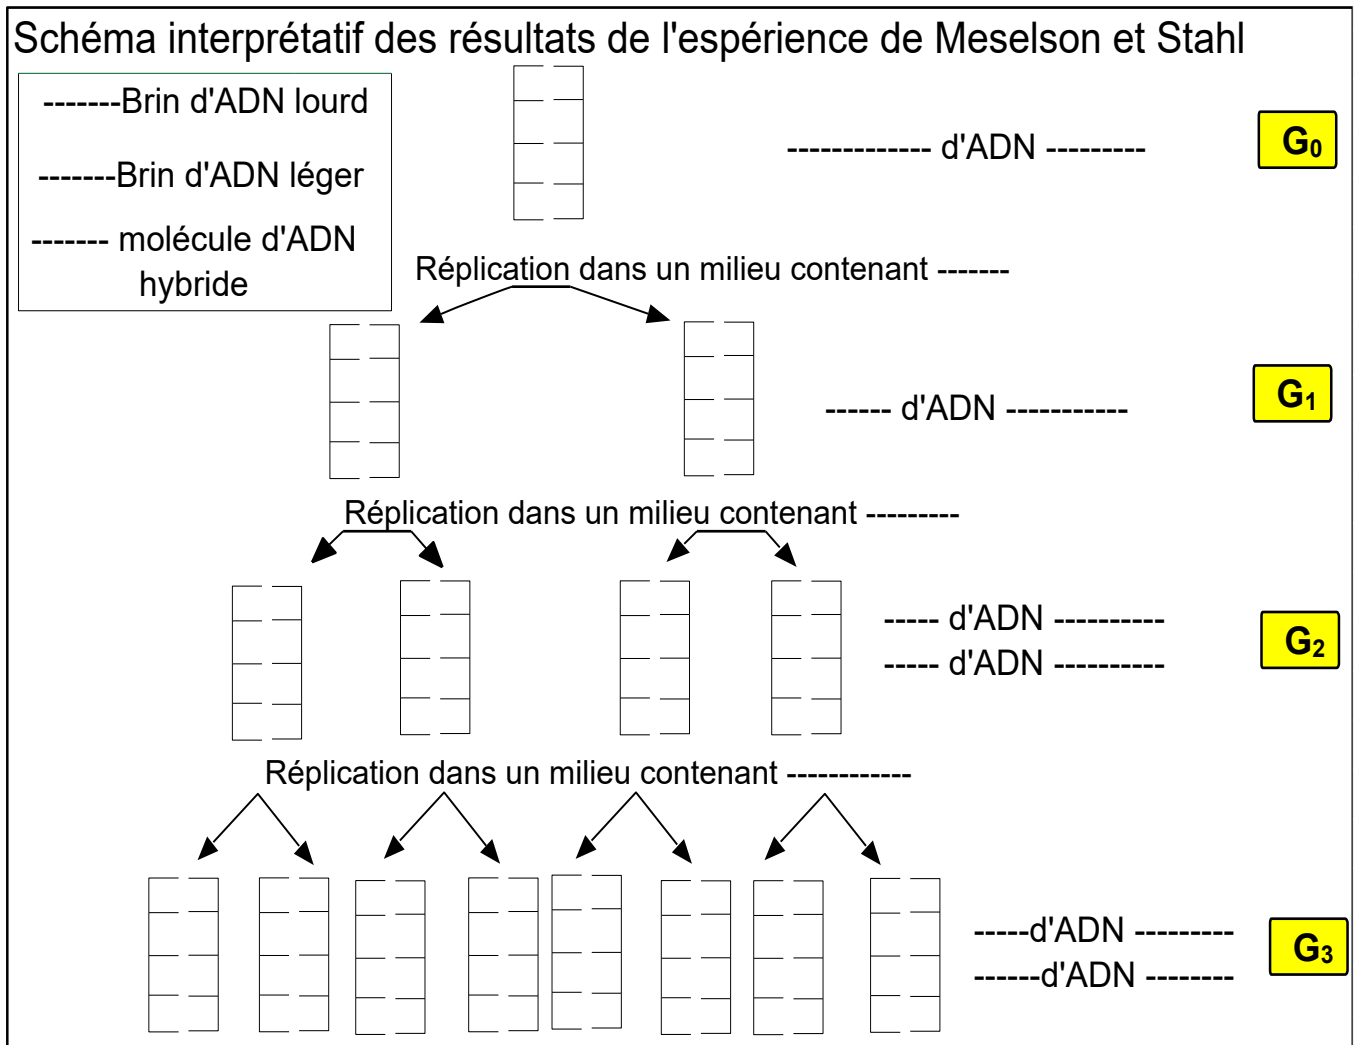 Schéma interprétatif des résultats de l'espérience de Meselson et Stahl
-------Brin d'ADN lourd
-------Brin d'ADN léger
------- molécule d'ADN
hybride
------------- d'ADN ---------
G₀
Réplication dans un milieu contenant -------
------ d'ADN -----------
G₁
Réplication dans un milieu contenant ---------
----- d'ADN ----------
----- d'ADN ----------
G₂
Réplication dans un milieu contenant ------------
-----d'ADN ---------
------d'ADN --------
G₃